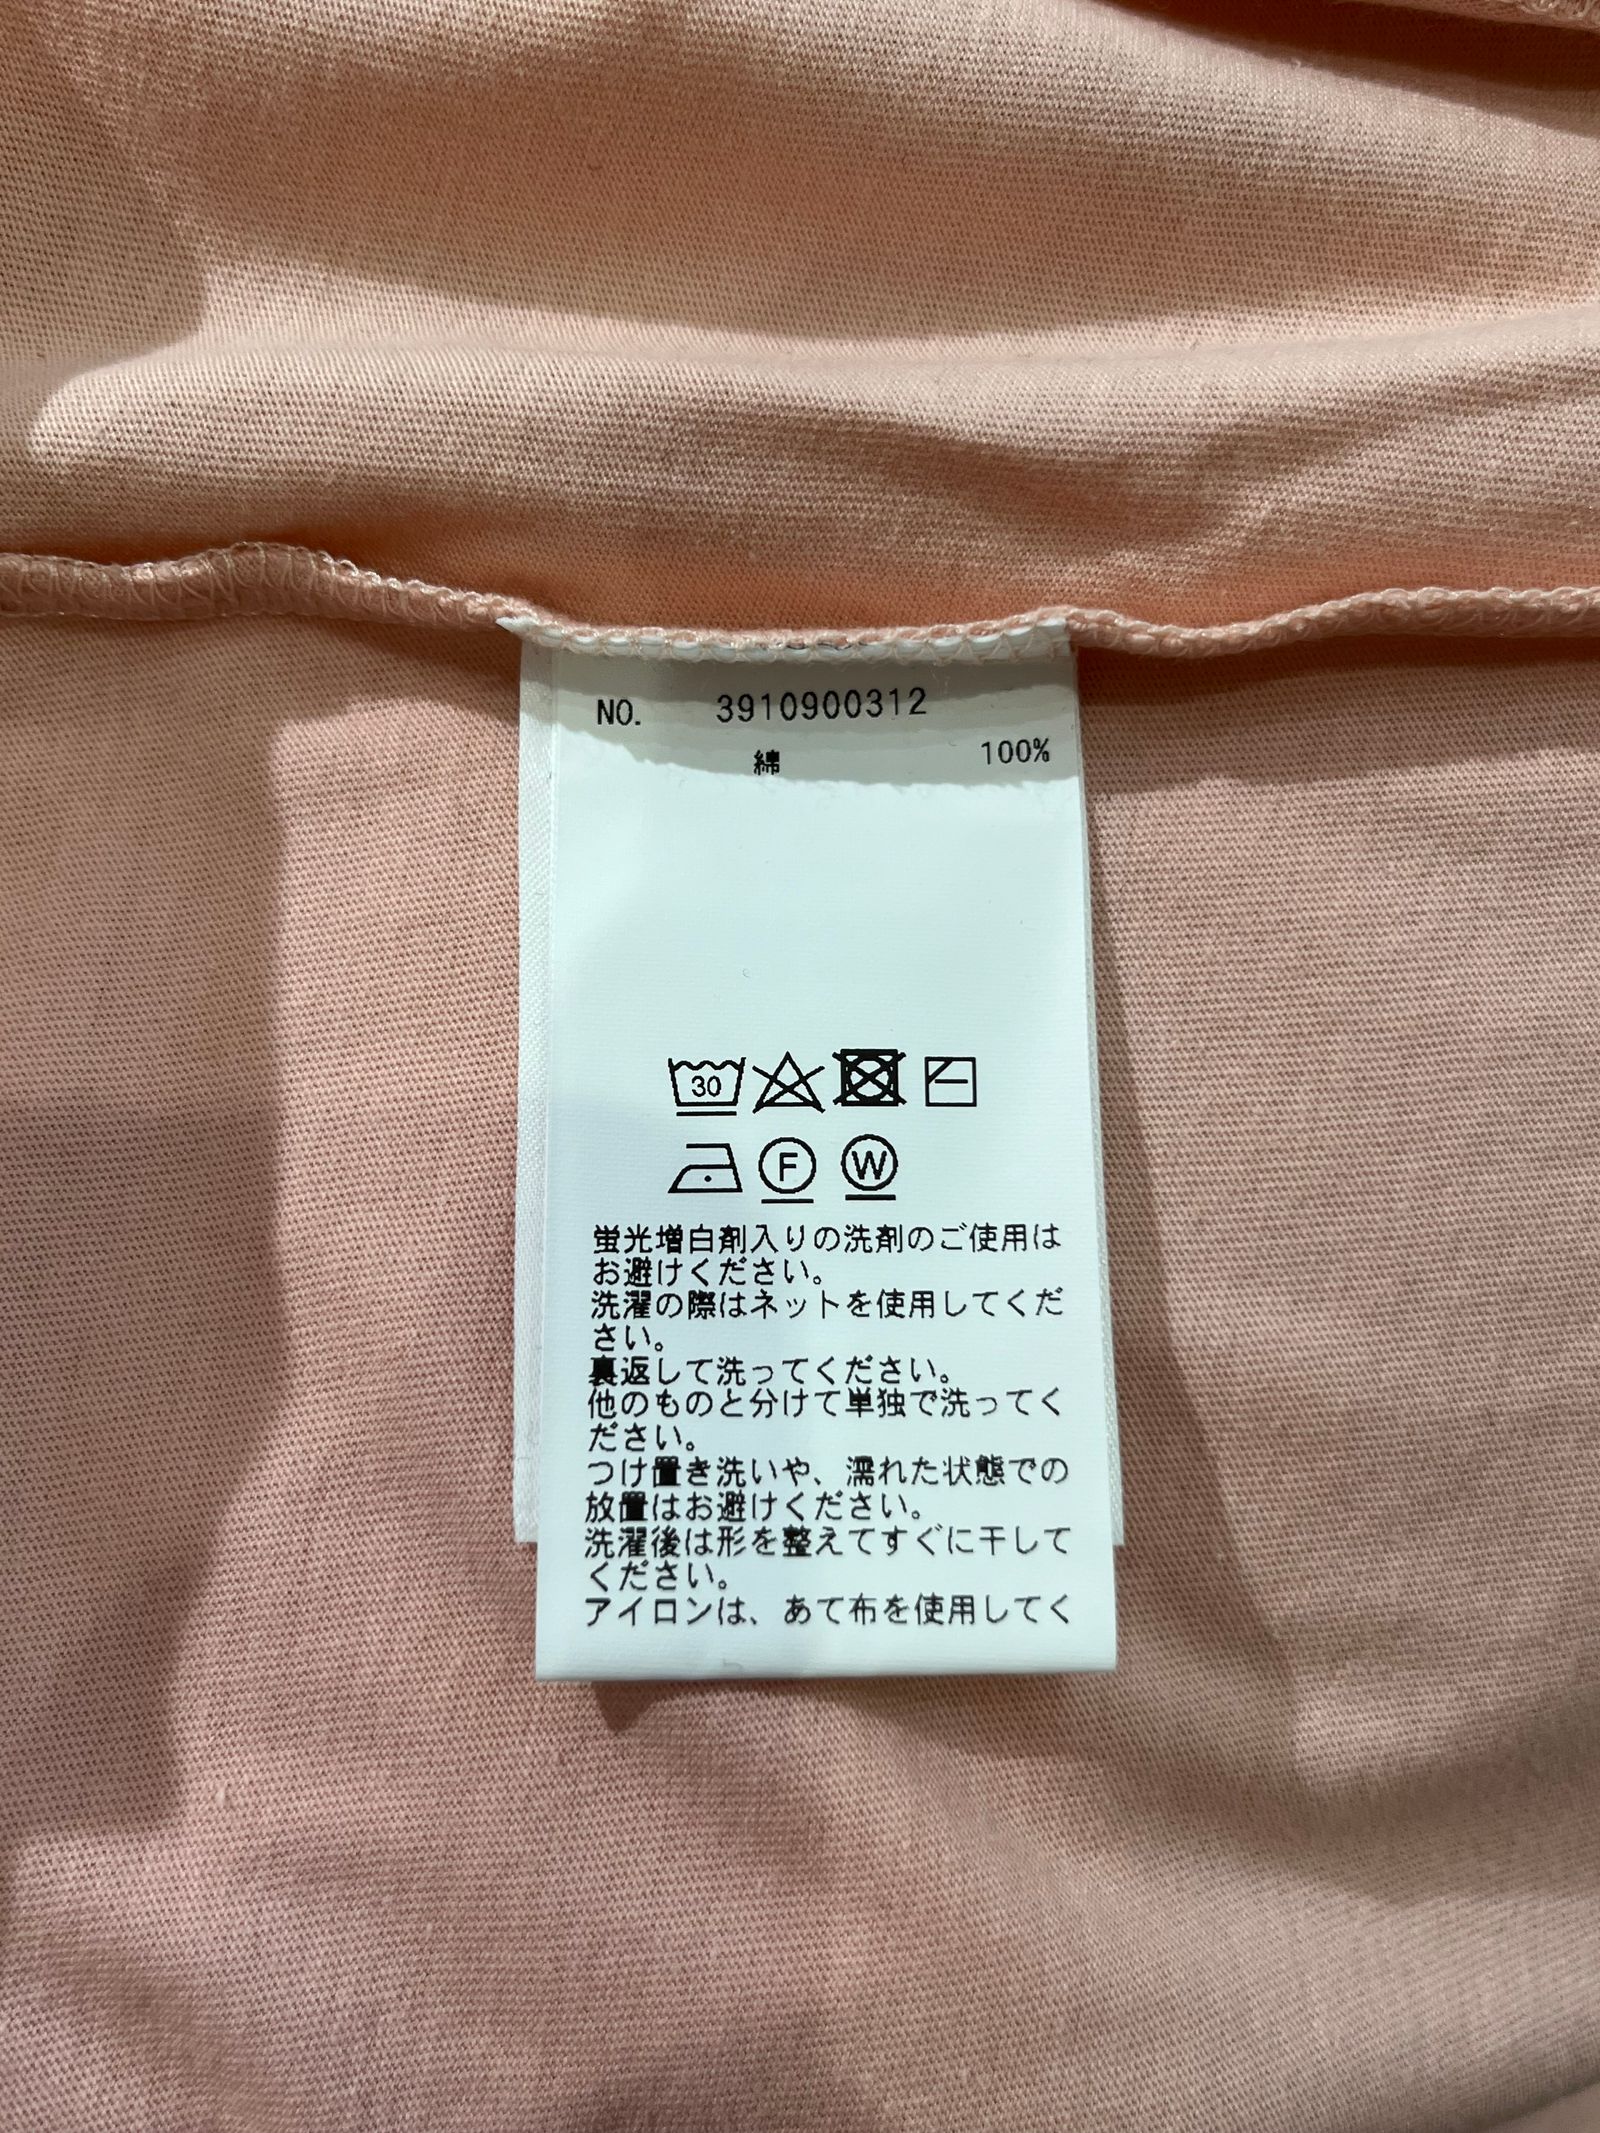 NO. 3910900312
綿 100%
30
F W
蛍光増白剤入りの洗剤のご使用は
お避けください。
洗濯の際はネットを使用してくだ
さい。
裏返して洗ってください。
他のものと分けて単独で洗ってく
ださい。
つけ置き洗いや、濡れた状態での
放置はお避けください。
洗濯後は形を整えてすぐに干して
ください。
アイロンは、あて布を使用してく